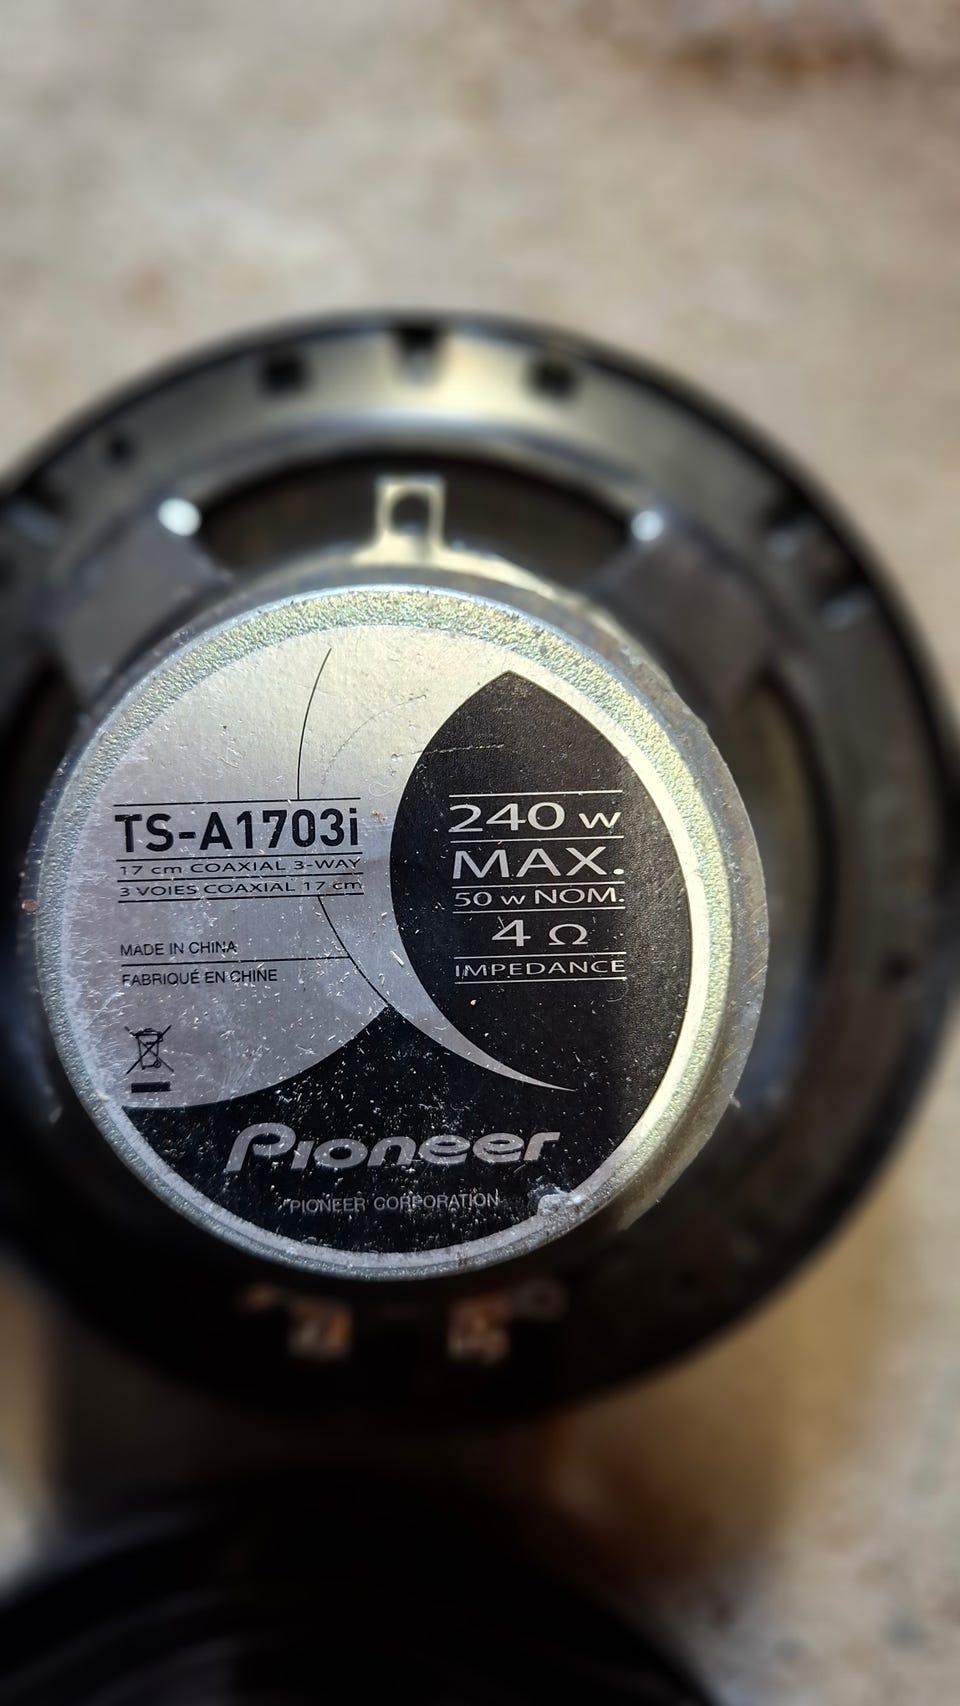 TS-A1703i
17 cm COAXIAL 3-WAY
3 VOIES COAXIAL 17 cm
MADE IN CHINA
FABRIQUÉ EN CHINE
240 w
MAX.
50 w NOM.
4 Ω
IMPEDANCE
Pioneer
PIONEER CORPORATION